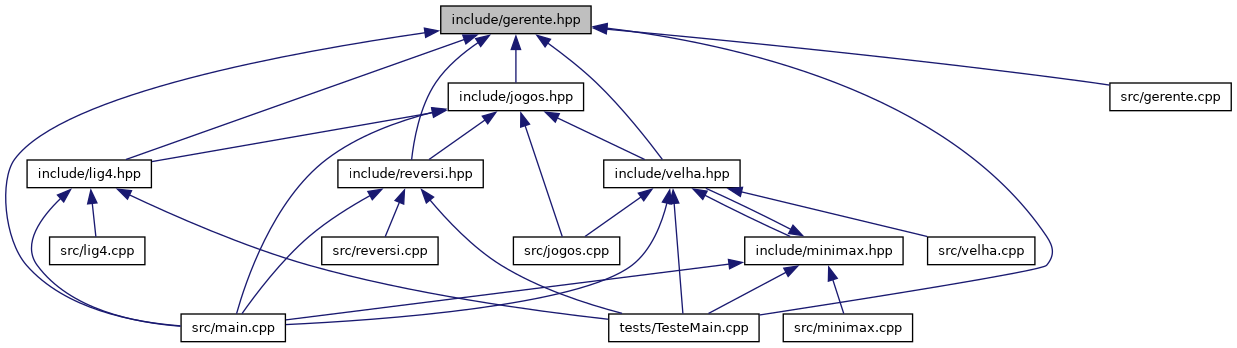 include/gerente.hpp
include/jogos.hpp
src/gerente.cpp
include/lig4.hpp
include/reversi.hpp
include/velha.hpp
src/lig4.cpp
src/reversi.cpp
src/jogos.cpp
include/minimax.hpp
src/velha.cpp
src/main.cpp
tests/TesteMain.cpp
src/minimax.cpp